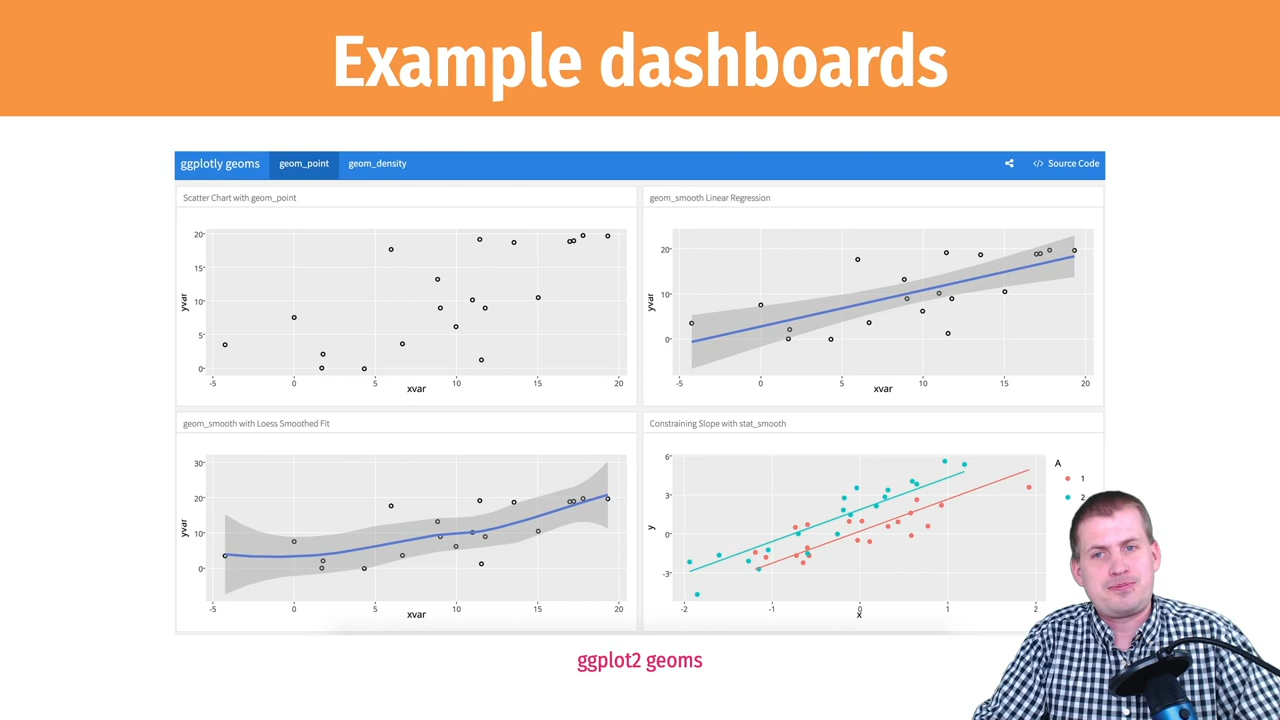 Example dashboards
ggplotly geoms geom_point geom_density Source Code
Scatter Chart with geom_point
20
15
10
5
0
yvar
-5 0 5 10 15 20
xvar
geom_smooth Linear Regression
20
10
0
yvar
-5 0 5 10 15 20
xvar
geom_smooth with Loess Smoothed Fit
30
20
10
0
yvar
-5 0 5 10 15 20
xvar
Constraining Slope with stat_smooth
6
3
0
-3
y
-2 -1 0 1 2
x
A
1
2
ggplot2 geoms